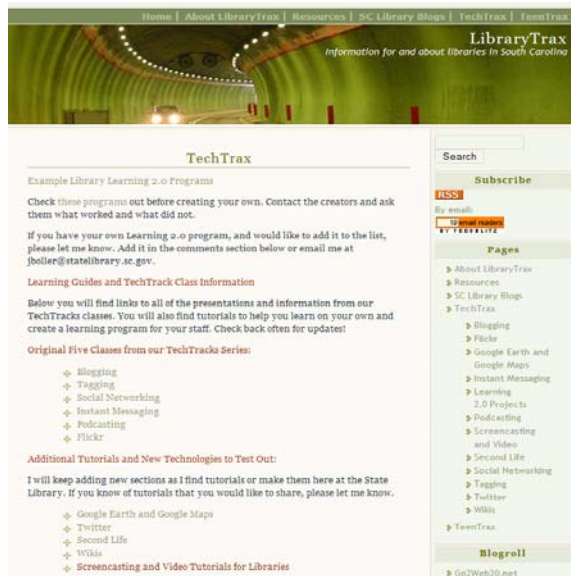 Home | About LibraryTrax | Resources | SC Library Blogs | TechTrax | TeenTrax
LibraryTrax
Information for and about libraries in South Carolina
TechTrax
Example Library Learning 2.0 Programs
Check these programs out before creating your own. Contact the creators and ask
them what worked and what did not.
If you have your own Learning 2.0 program, and would like to add it to the list,
please let me know. Add it in the comments section below or email me at
jboller@statelibrary.sc.gov.
Learning Guides and TechTrack Class Information
Below you will find links to all of the presentations and information from our
TechTracks classes. You will also find tutorials to help you learn on your own and
create a learning program for your staff. Check back often for updates!
Original Five Classes from our TechTracks Series:
Blogging
Tagging
Social Networking
Instant Messaging
Podcasting
Flickr
Additional Tutorials and New Technologies to Test Out:
I will keep adding new sections as I find tutorials or make them here at the State
Library. If you know of tutorials that you would like to share, please let me know.
Google Earth and Google Maps
Twitter
Second Life
Wikis
Screencasting and Video Tutorials for Libraries
Search
Subscribe
RSS
By email:
email readers
BY FEEDBLITZ
Pages
About LibraryTrax
Resources
SC Library Blogs
TechTrax
Blogging
Flickr
Google Earth and
Google Maps
Instant Messaging
Learning
2.0 Projects
Podcasting
Screencasting
and Video
Second Life
Social Networking
Tagging
Twitter
Wikis
TeenTrax
Blogroll
Go2Web20.net